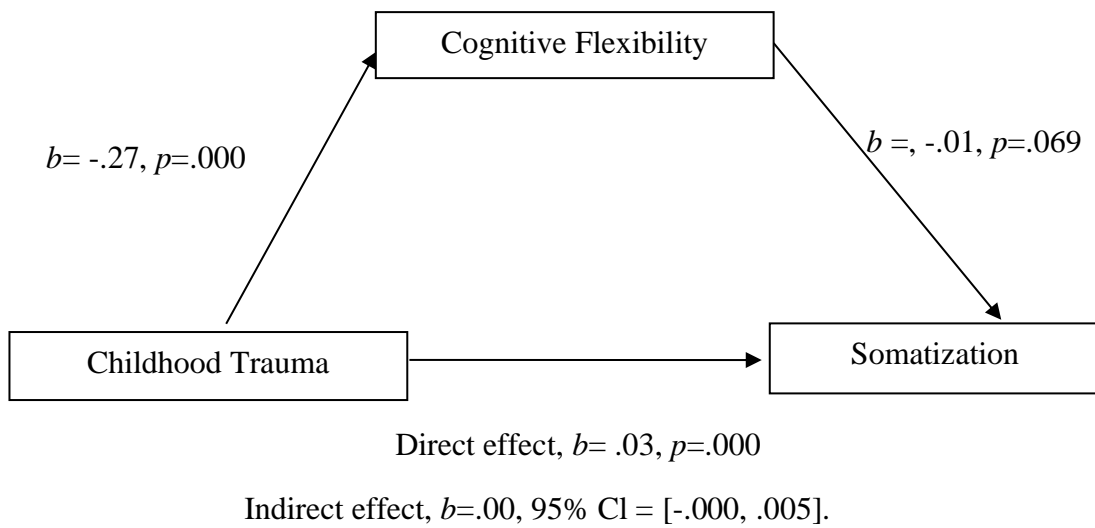 Cognitive Flexibility
b= -.27, p=.000
b =, -.01, p=.069
Childhood Trauma
Somatization
Direct effect, b= .03, p=.000
Indirect effect, b=.00, 95% Cl = [-.000, .005].